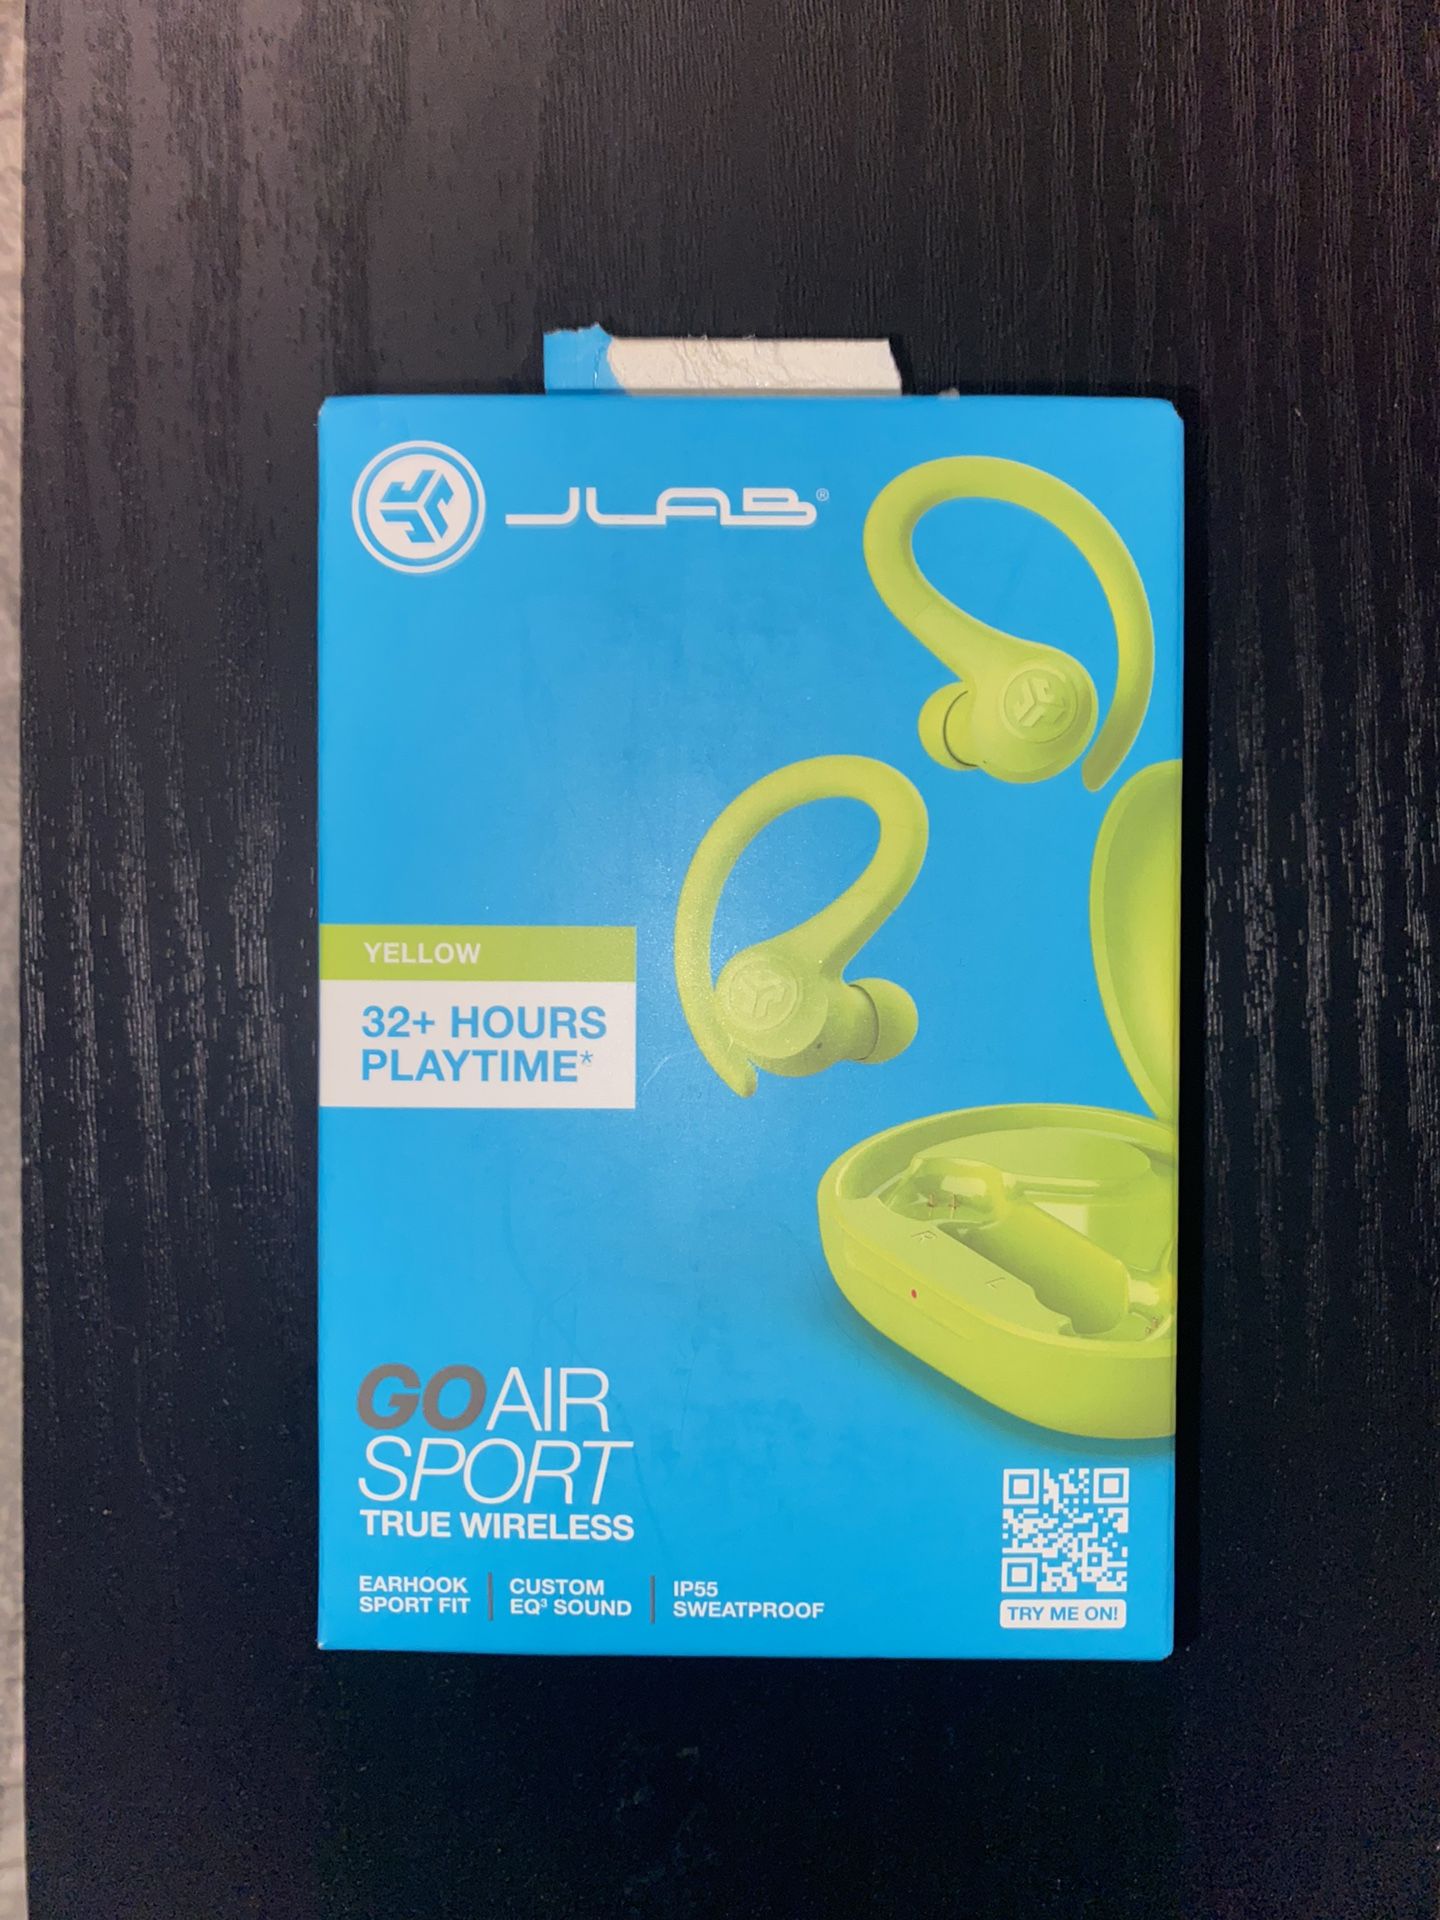 JLAB®
YELLOW
32+ HOURS
PLAYTIME*
R
L
GO AIR
SPORT
TRUE WIRELESS
EARHOOK
SPORT FIT
CUSTOM
EQ³ SOUND
IP55
SWEATPROOF
TRY ME ON!